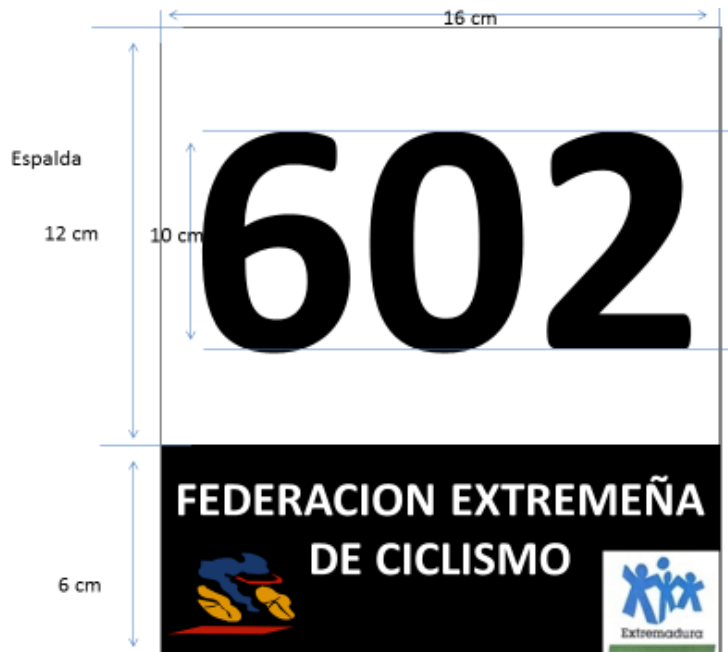 16 cm
Espalda
12 cm
10 cm
602
FEDERACION EXTREMEÑA
DE CICLISMO
6 cm
Extremadura